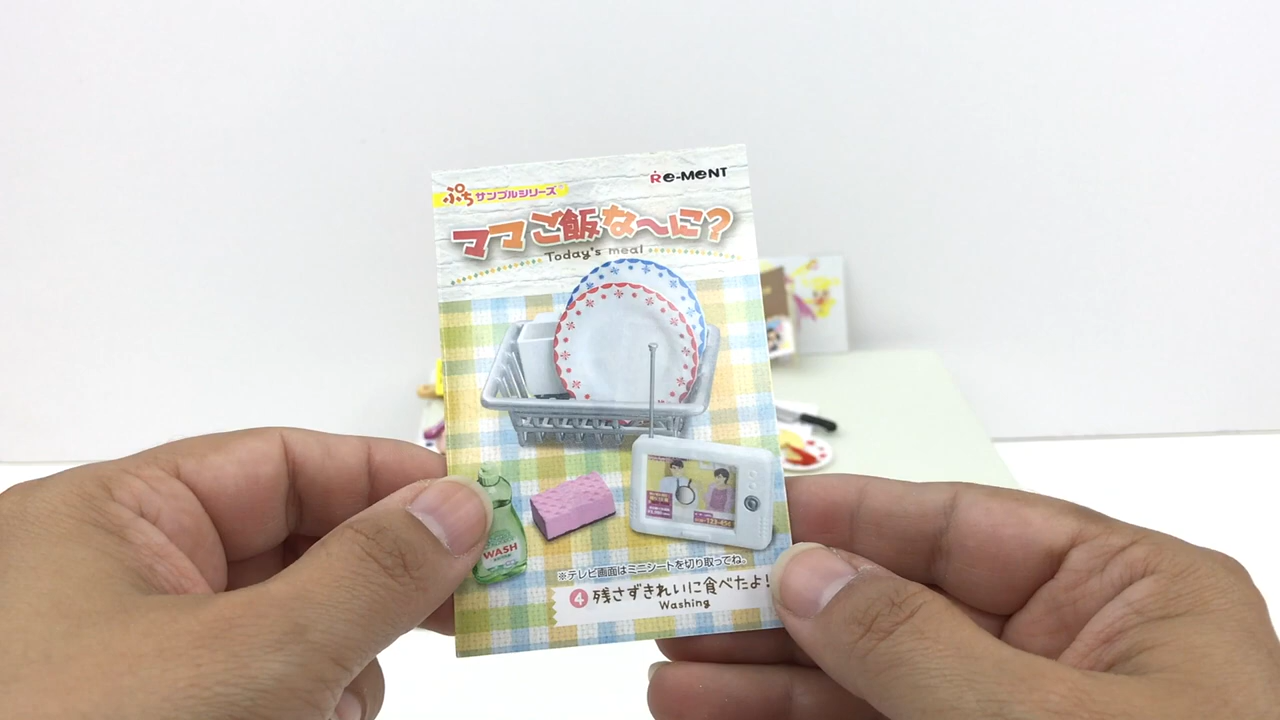 Re-MeNT
ぷちサンプルシリーズ
ママご飯な〜に?
Today's meal
WASH
※テレビ画面はミニシートを切り取ってね。
④ 残さずきれいに食べたよ!
Washing